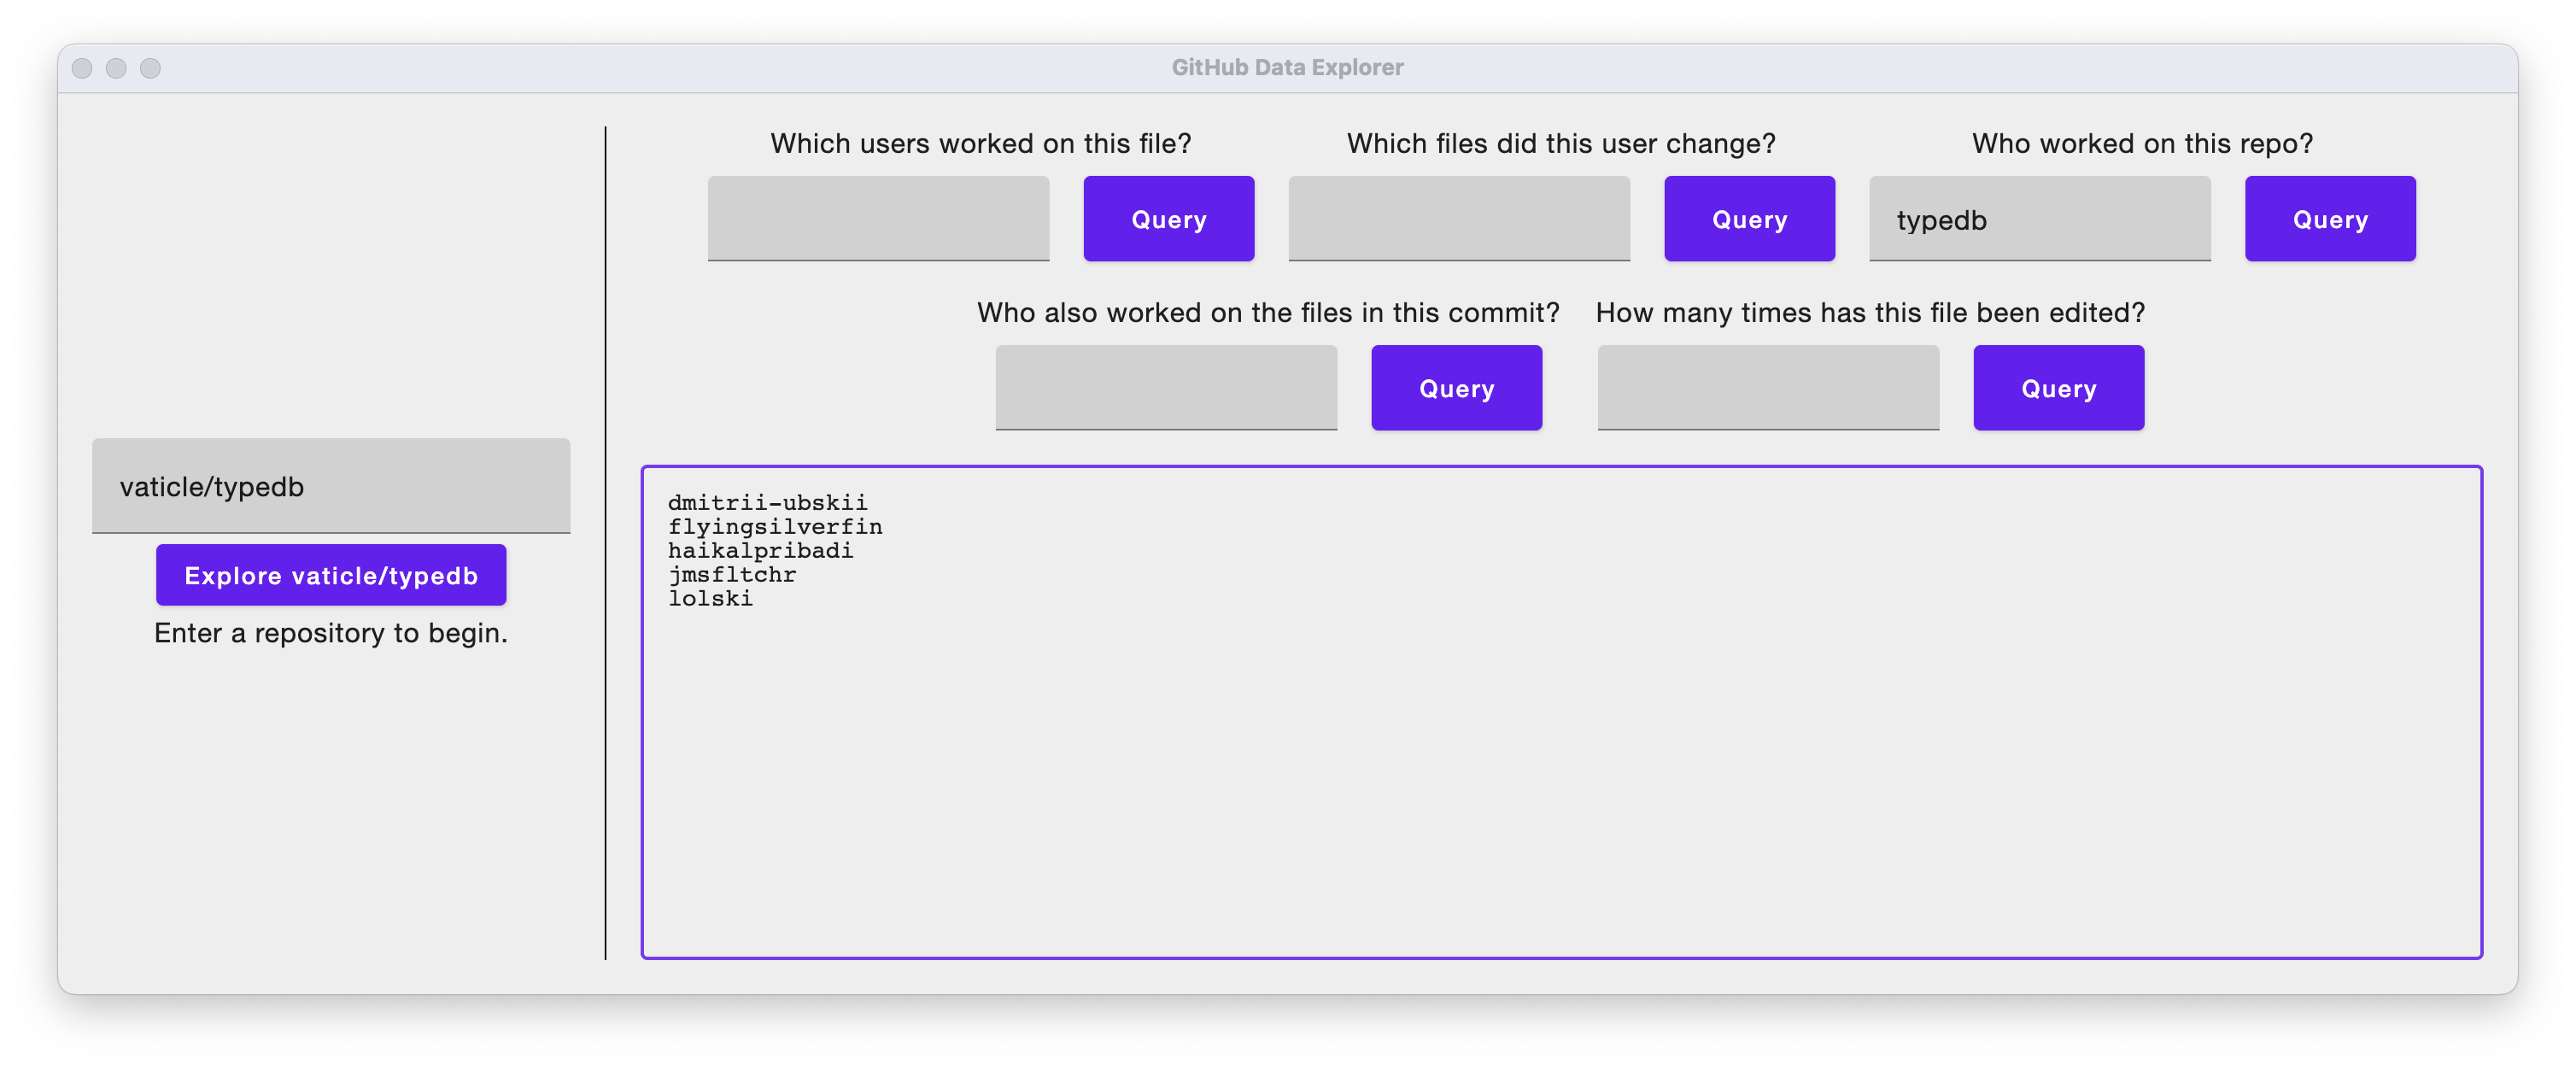 GitHub Data Explorer
vaticle/typedb
Explore vaticle/typedb
Enter a repository to begin.
Which users worked on this file?
Query
Which files did this user change?
Query
Who worked on this repo?
typedb
Query
Who also worked on the files in this commit?
Query
How many times has this file been edited?
Query
dmitrii-ubskii
flyingsilverfin
haikalpribadi
jmsfltchr
lolski